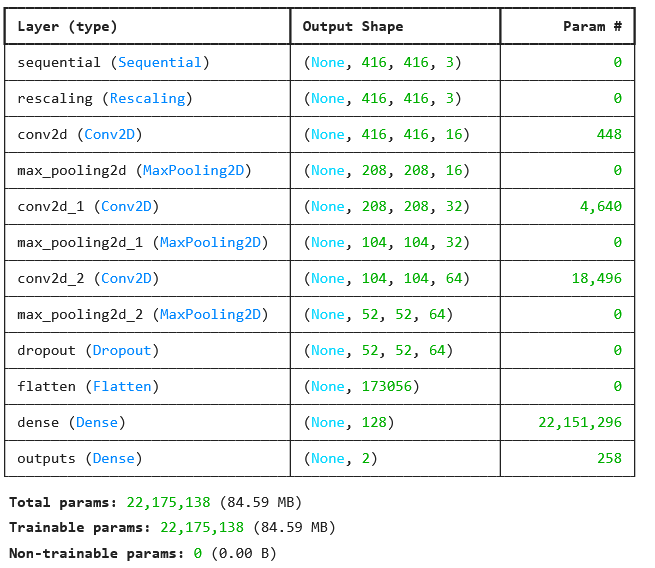 Layer (type) Output Shape Param #
sequential (Sequential) (None, 416, 416, 3) 0
rescaling (Rescaling) (None, 416, 416, 3) 0
conv2d (Conv2D) (None, 416, 416, 16) 448
max_pooling2d (MaxPooling2D) (None, 208, 208, 16) 0
conv2d_1 (Conv2D) (None, 208, 208, 32) 4,640
max_pooling2d_1 (MaxPooling2D) (None, 104, 104, 32) 0
conv2d_2 (Conv2D) (None, 104, 104, 64) 18,496
max_pooling2d_2 (MaxPooling2D) (None, 52, 52, 64) 0
dropout (Dropout) (None, 52, 52, 64) 0
flatten (Flatten) (None, 173056) 0
dense (Dense) (None, 128) 22,151,296
outputs (Dense) (None, 2) 258
Total params: 22,175,138 (84.59 MB)
Trainable params: 22,175,138 (84.59 MB)
Non-trainable params: 0 (0.00 B)